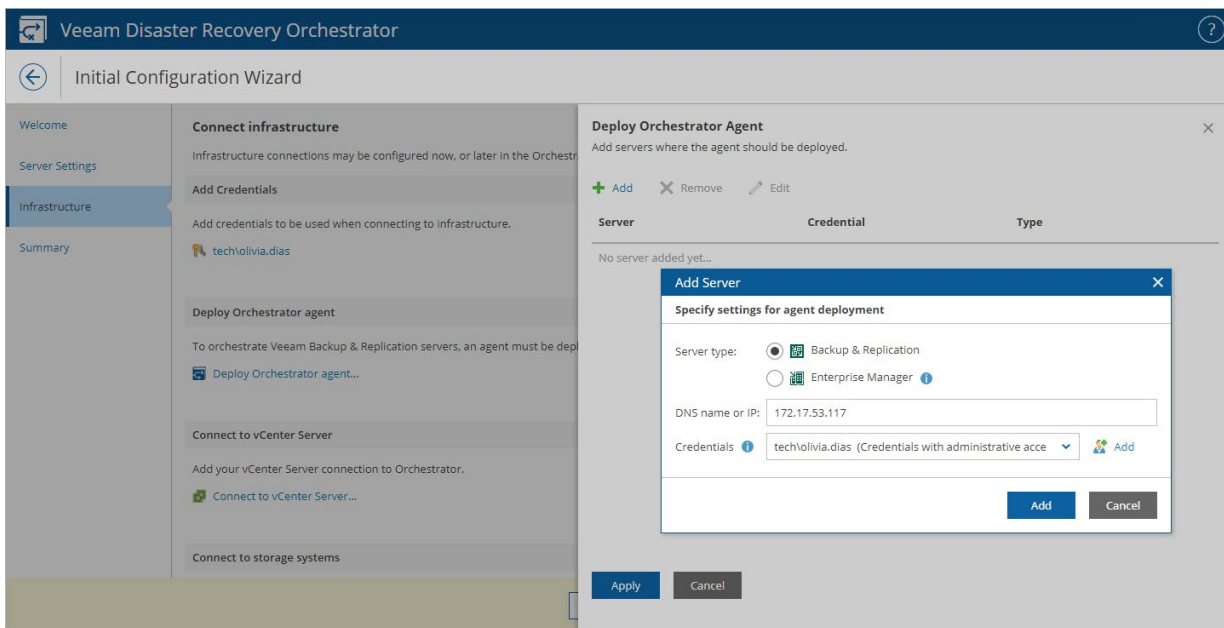 Veeam Disaster Recovery Orchestrator
?
Initial Configuration Wizard
Welcome
Server Settings
Infrastructure
Summary
Connect infrastructure
Infrastructure connections may be configured now, or later in the Orchestr
Add Credentials
Add credentials to be used when connecting to infrastructure.
tech\olivia.dias
Deploy Orchestrator agent
To orchestrate Veeam Backup & Replication servers, an agent must be depl
Deploy Orchestrator agent...
Connect to vCenter Server
Add your vCenter Server connection to Orchestrator.
Connect to vCenter Server...
Connect to storage systems
Deploy Orchestrator Agent
Add servers where the agent should be deployed.
Add Remove Edit
Server Credential Type
No server added yet...
Add Server
Specify settings for agent deployment
Server type: Backup & Replication
Enterprise Manager
DNS name or IP: 172.17.53.117
Credentials tech\olivia.dias (Credentials with administrative acce Add
Add Cancel
Apply Cancel